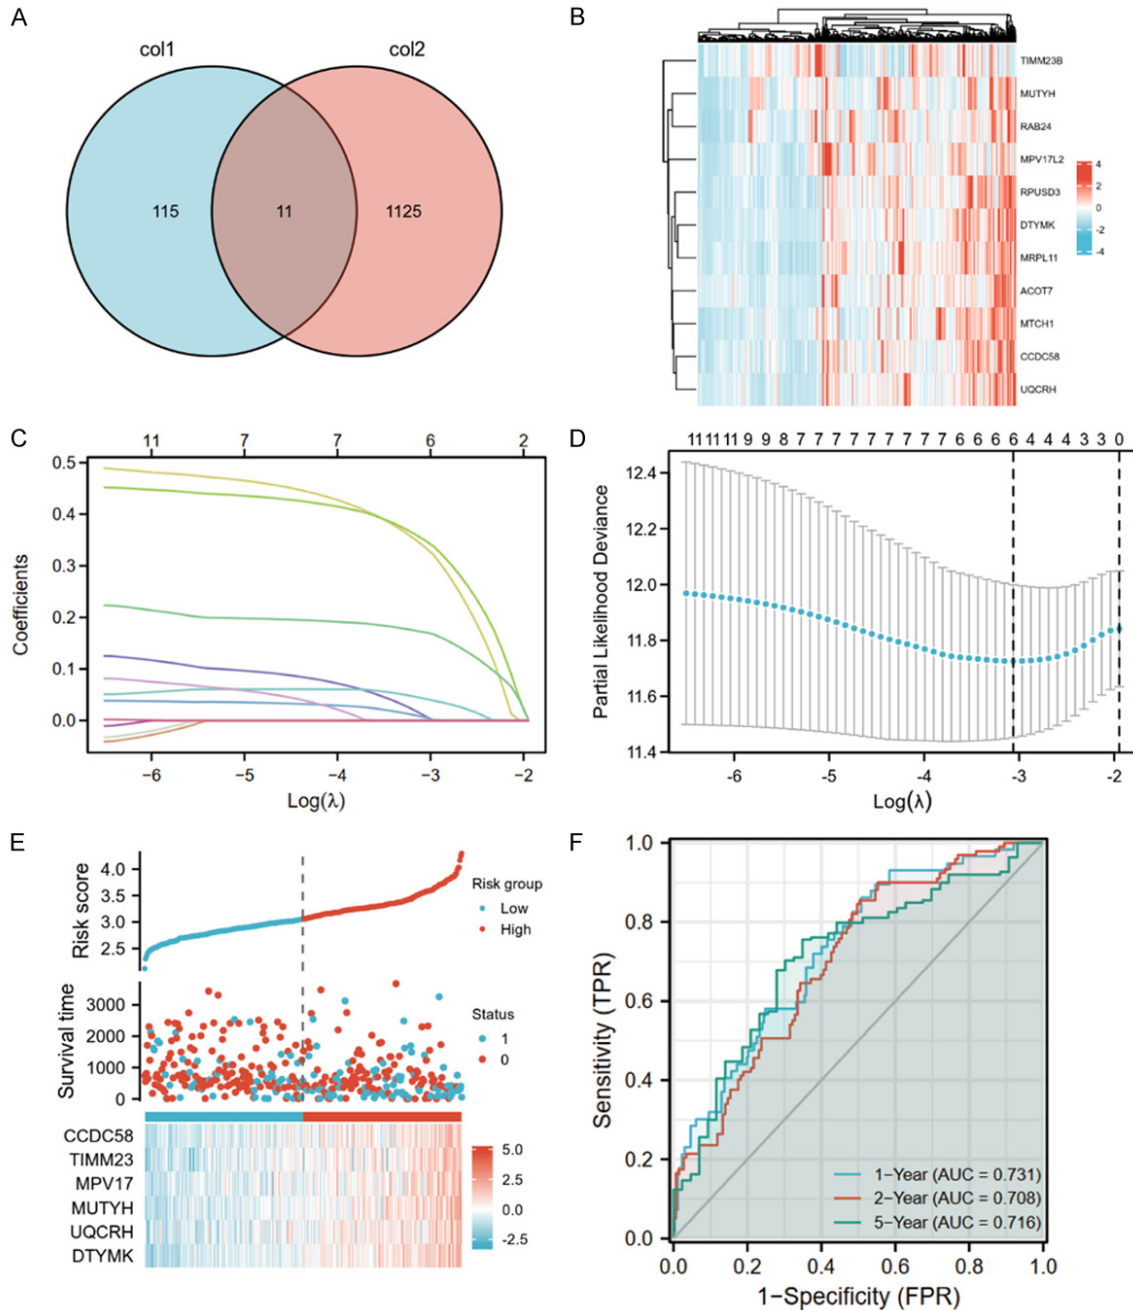 A
col1
col2
115
11
1125
B
TIMM23B
MUTYH
RAB24
MPV17L2
RPUSD3
DTYMK
MRPL11
ACOT7
MTCH1
CCDC58
UQCRH
4
2
0
-2
-4
C
11 7 7 6 2
0.5
0.4
0.3
0.2
0.1
0.0
Coefficients
−6 −5 −4 −3 −2
Log(λ)
D
11 11 11 9 9 8 7 7 7 7 7 7 7 7 6 6 6 6 4 4 4 3 3 0
12.4
12.2
12.0
11.8
11.6
11.4
Partial Likelihood Deviance
-6 -5 -4 -3 -2
Log(λ)
E
4.0
3.5
3.0
2.5
Risk score
Risk group
Low
High
3000
2000
1000
0
Survival time
Status
1
0
CCDC58
TIMM23
MPV17
MUTYH
UQCRH
DTYMK
5.0
2.5
0.0
-2.5
F
1.0
0.8
0.6
0.4
0.2
0.0
Sensitivity (TPR)
1−Year (AUC = 0.731)
2−Year (AUC = 0.708)
5−Year (AUC = 0.716)
0.0 0.2 0.4 0.6 0.8 1.0
1−Specificity (FPR)